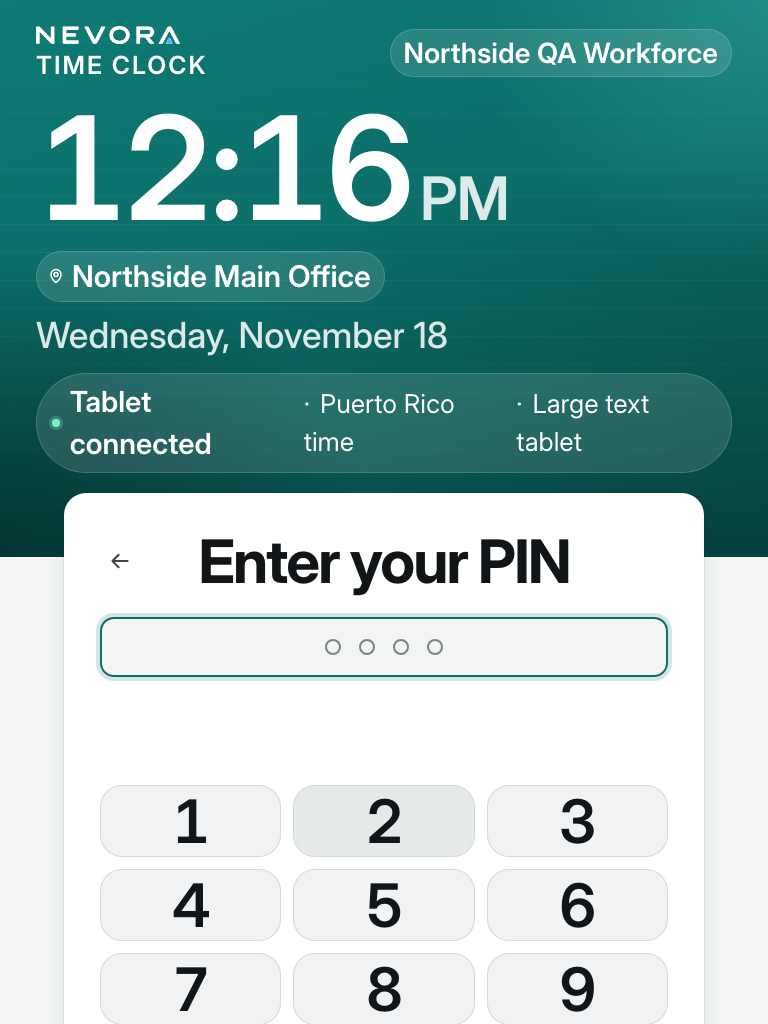 NEVORA
TIME CLOCK
Northside QA Workforce
12:16 PM
Northside Main Office
Wednesday, November 18
Tablet connected
· Puerto Rico time
· Large text tablet
Enter your PIN
1 2 3
4 5 6
7 8 9